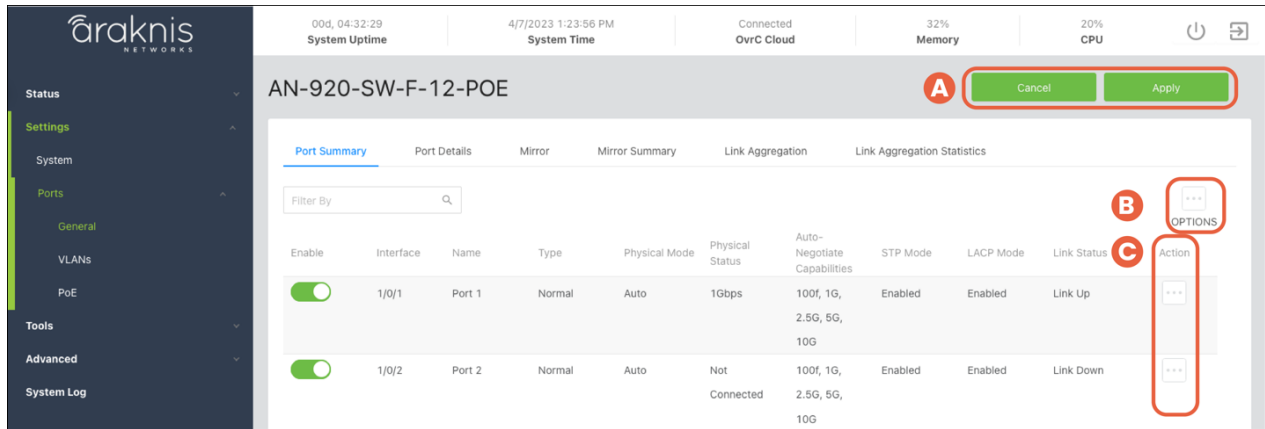 araknis
NETWORKS
00d, 04:32:29
System Uptime
4/7/2023 1:23:56 PM
System Time
Connected
OvrC Cloud
32%
Memory
20%
CPU
Status
Settings
System
Ports
General
VLANs
PoE
Tools
Advanced
System Log
AN-920-SW-F-12-POE
A
Cancel
Apply
Port Summary
Port Details
Mirror
Mirror Summary
Link Aggregation
Link Aggregation Statistics
Filter By
B
...
OPTIONS
Enable
Interface
Name
Type
Physical Mode
Physical
Status
Auto-
Negotiate
Capabilities
STP Mode
LACP Mode
Link Status
C
Action
1/0/1
Port 1
Normal
Auto
1Gbps
100f, 1G,
2.5G, 5G,
10G
Enabled
Enabled
Link Up
...
1/0/2
Port 2
Normal
Auto
Not
Connected
100f, 1G,
2.5G, 5G,
10G
Enabled
Enabled
Link Down
...